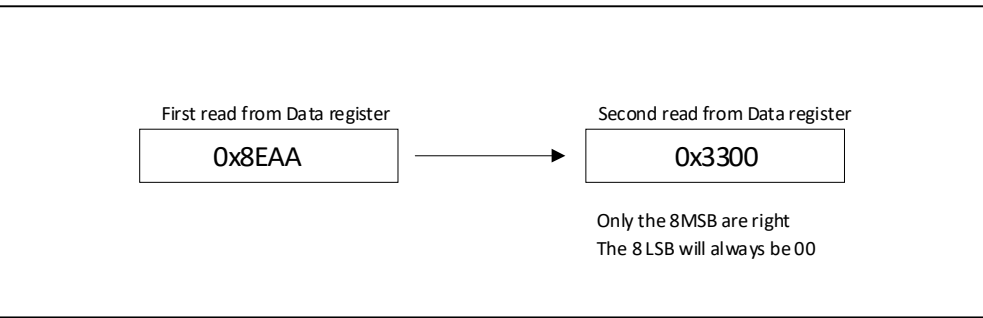 First read from Data register
Second read from Data register
0x8EAA
0x3300
Only the 8MSB are right
The 8 LSB will always be 00